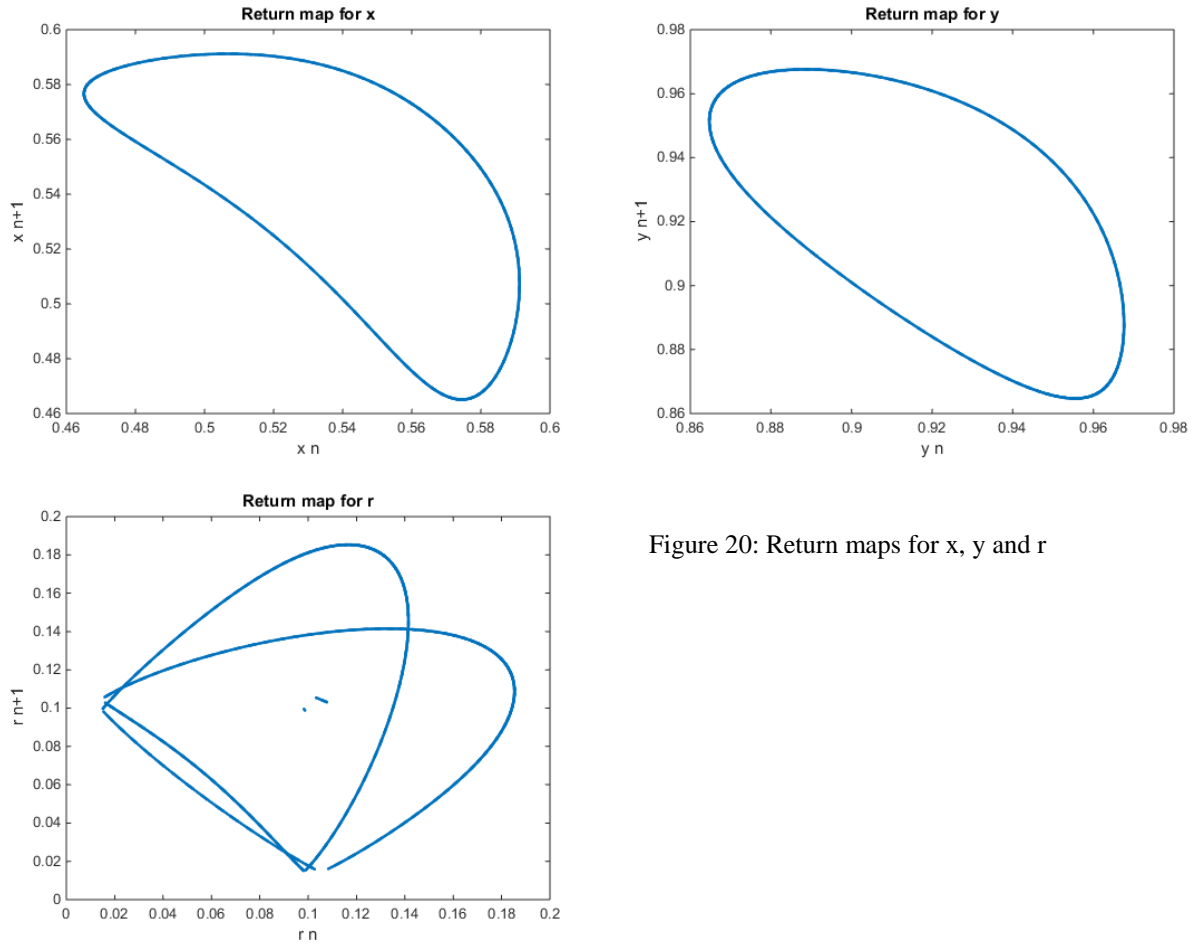 Return map for x
0.6
0.58
0.56
0.54
0.52
0.5
0.48
0.46
x n+1
0.46 0.48 0.5 0.52 0.54 0.56 0.58 0.6
x n
Return map for y
0.98
0.96
0.94
0.92
0.9
0.88
0.86
y n+1
0.86 0.88 0.9 0.92 0.94 0.96 0.98
y n
Return map for r
0.2
0.18
0.16
0.14
0.12
0.1
0.08
0.06
0.04
0.02
0
r n+1
0 0.02 0.04 0.06 0.08 0.1 0.12 0.14 0.16 0.18 0.2
r n
Figure 20: Return maps for x, y and r